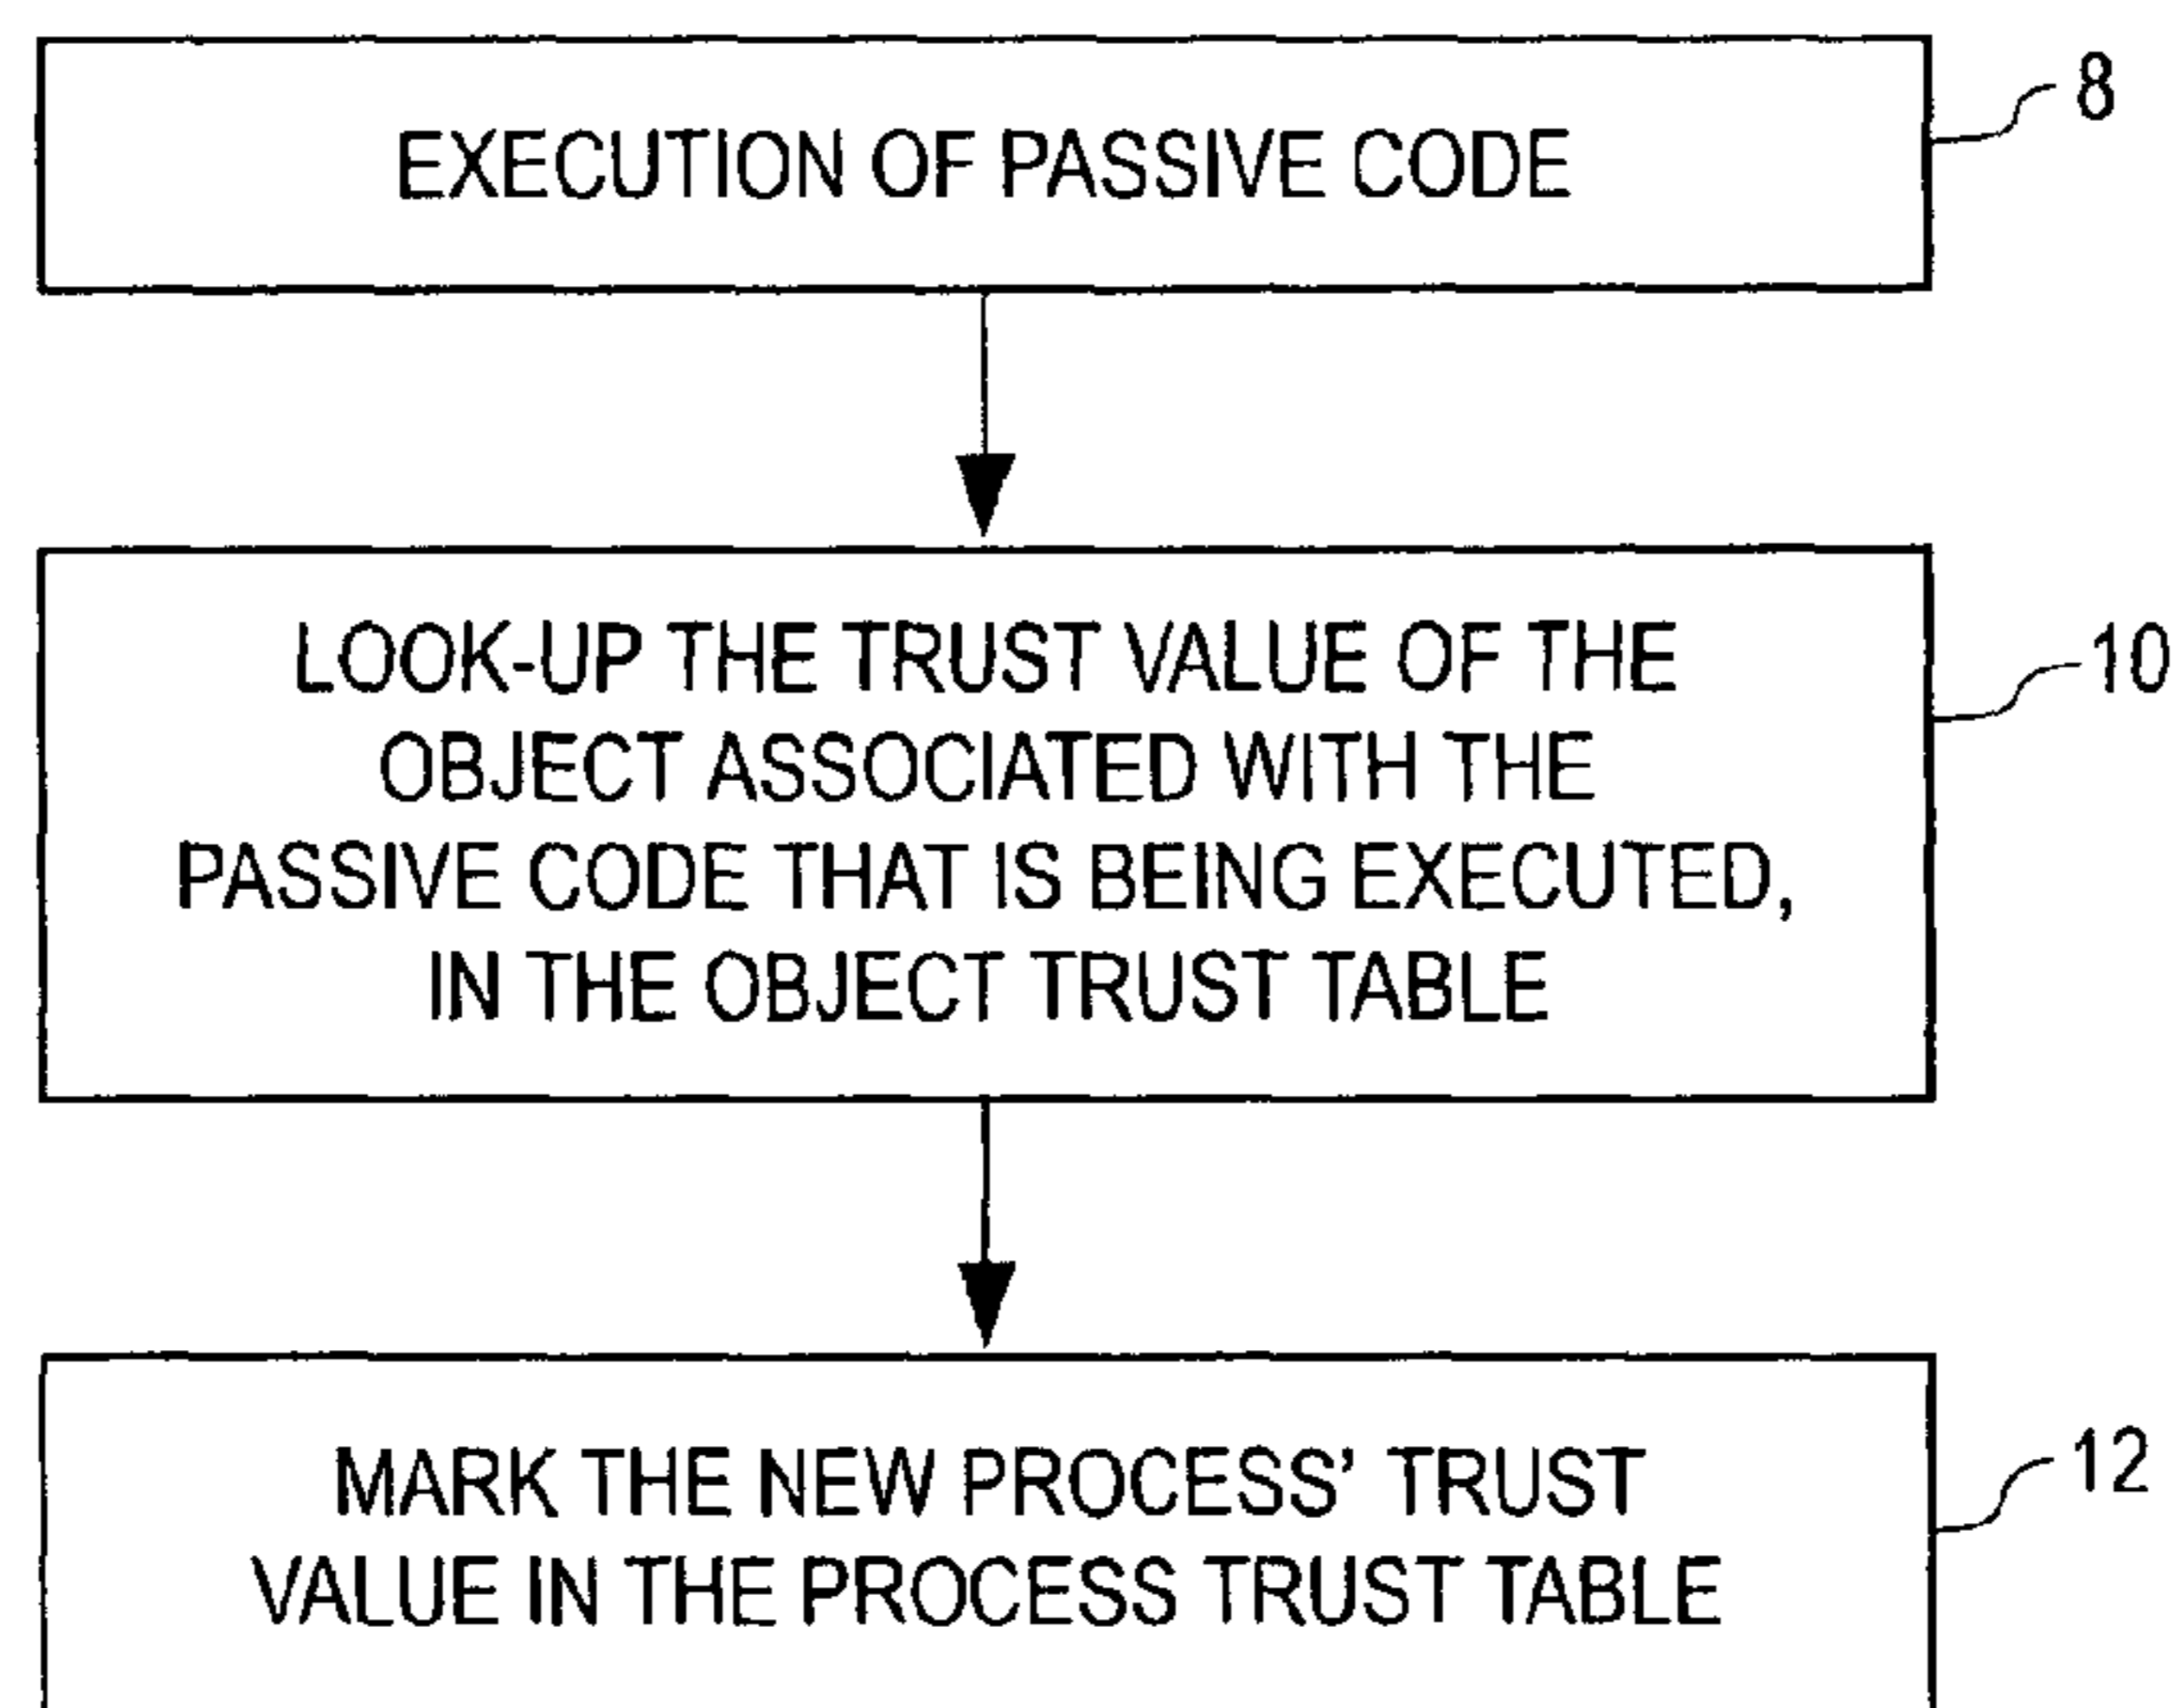 EXECUTION OF PASSIVE CODE
8
LOOK-UP THE TRUST VALUE OF THE
OBJECT ASSOCIATED WITH THE
PASSIVE CODE THAT IS BEING EXECUTED,
IN THE OBJECT TRUST TABLE
10
MARK THE NEW PROCESS’ TRUST
VALUE IN THE PROCESS TRUST TABLE
12